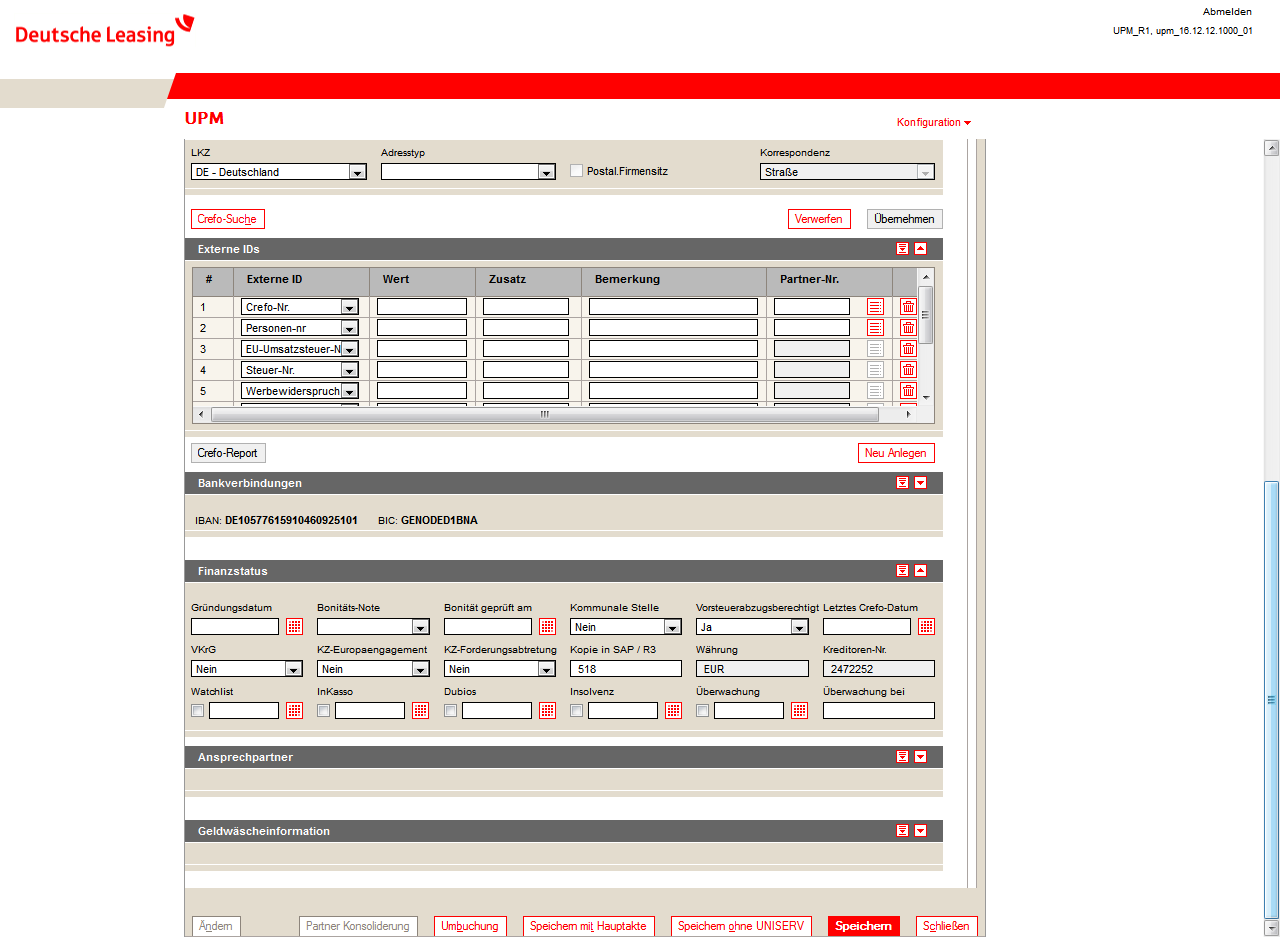 Abmelden
Deutsche Leasing
UPM_R1, upm_16.12.12.1000_01
UPM
Konfiguration
LKZ Adresstyp Korrespondenz
DE - Deutschland Postal.Firmensitz Straße
Crefo-Suche Verwerfen Übernehmen
Externe IDs
# Externe ID Wert Zusatz Bemerkung Partner-Nr.
1 Crefo-Nr.
2 Personen-nr
3 EU-Umsatzsteuer-N
4 Steuer-Nr.
5 Werbewiderspruch
Crefo-Report Neu Anlegen
Bankverbindungen
IBAN: DE10577615910460925101 BIC: GENODED1BNA
Finanzstatus
Gründungsdatum Bonitäts-Note Bonität geprüft am Kommunale Stelle Vorsteuerabzugsberechtigt Letztes Crefo-Datum
Nein Ja
VKrG KZ-Europaengagement KZ-Forderungsabtretung Kopie in SAP / R3 Währung Kreditoren-Nr.
Nein Nein Nein 518 EUR 2472252
Watchlist InKasso Dubios Insolvenz Überwachung Überwachung bei
Ansprechpartner
Geldwäscheinformation
Ändern Partner Konsoliderung Umbuchung Speichern mit Hauptakte Speichern ohne UNISERV Speichern Schließen